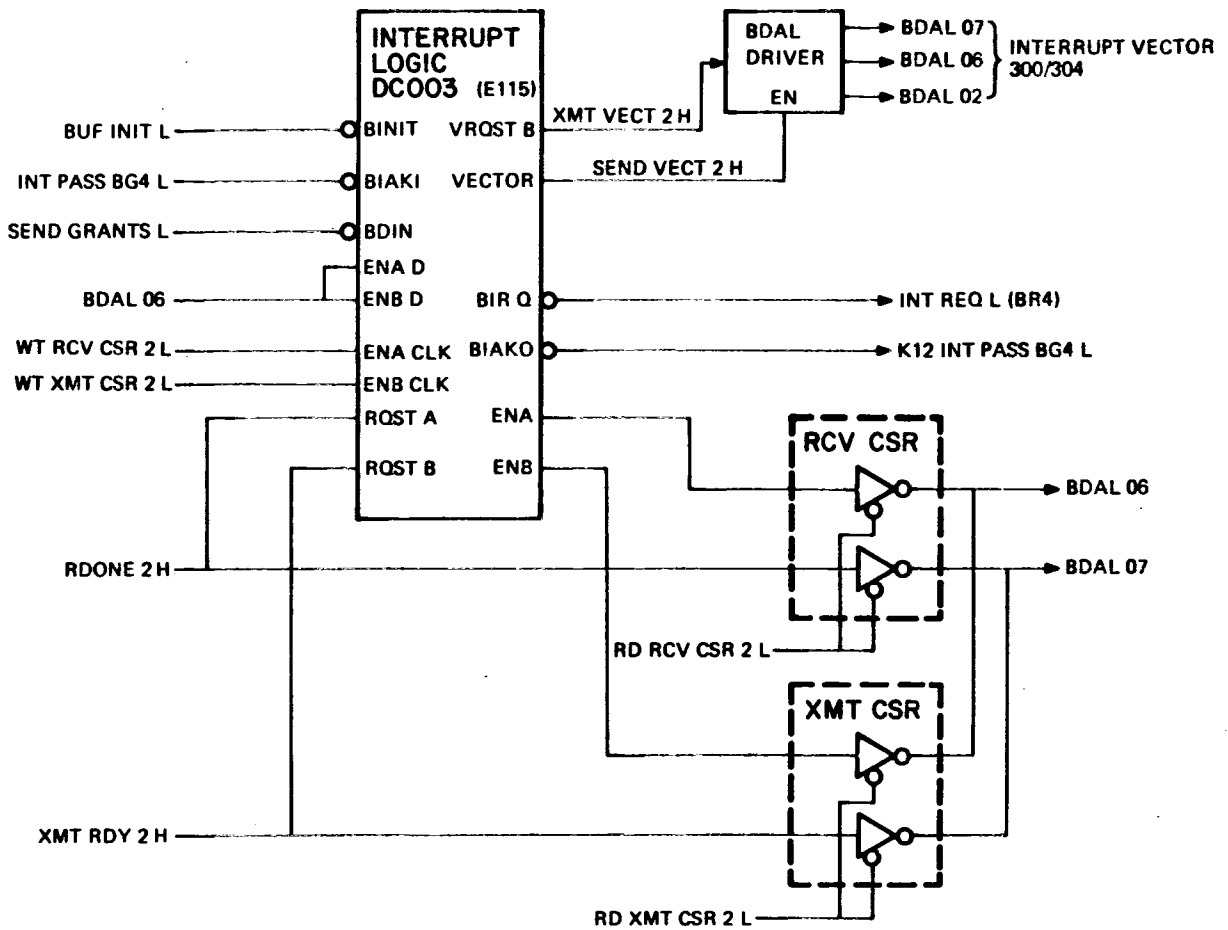 INTERRUPT
LOGIC
DC003 (E115)
BUF INIT L
INT PASS BG4 L
SEND GRANTS L
BDAL 06
WT RCV CSR 2 L
WT XMT CSR 2 L
RDONE 2 H
XMT RDY 2 H
BINIT
BIAKI
BDIN
ENA D
ENB D
ENA CLK
ENB CLK
RQST A
RQST B
VRQST B
VECTOR
BIR Q
BIAKO
ENA
ENB
XMT VECT 2 H
SEND VECT 2 H
BDAL
DRIVER
EN
BDAL 07
BDAL 06
BDAL 02
INTERRUPT VECTOR
300/304
INT REQ L (BR4)
K12 INT PASS BG4 L
RCV CSR
BDAL 06
BDAL 07
RD RCV CSR 2 L
XMT CSR
RD XMT CSR 2 L